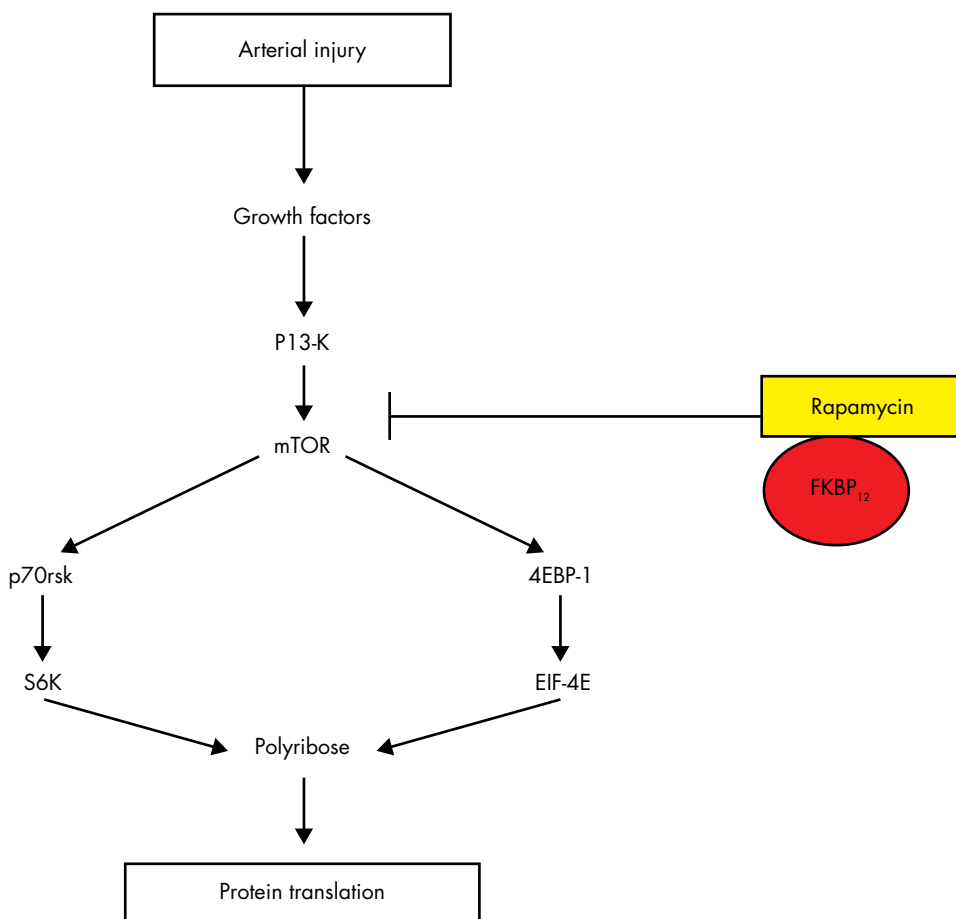 Arterial injury
Growth factors
P13-K
Rapamycin
mTOR
FKBP12
p70rsk
4EBP-1
S6K
EIF-4E
Polyribose
Protein translation